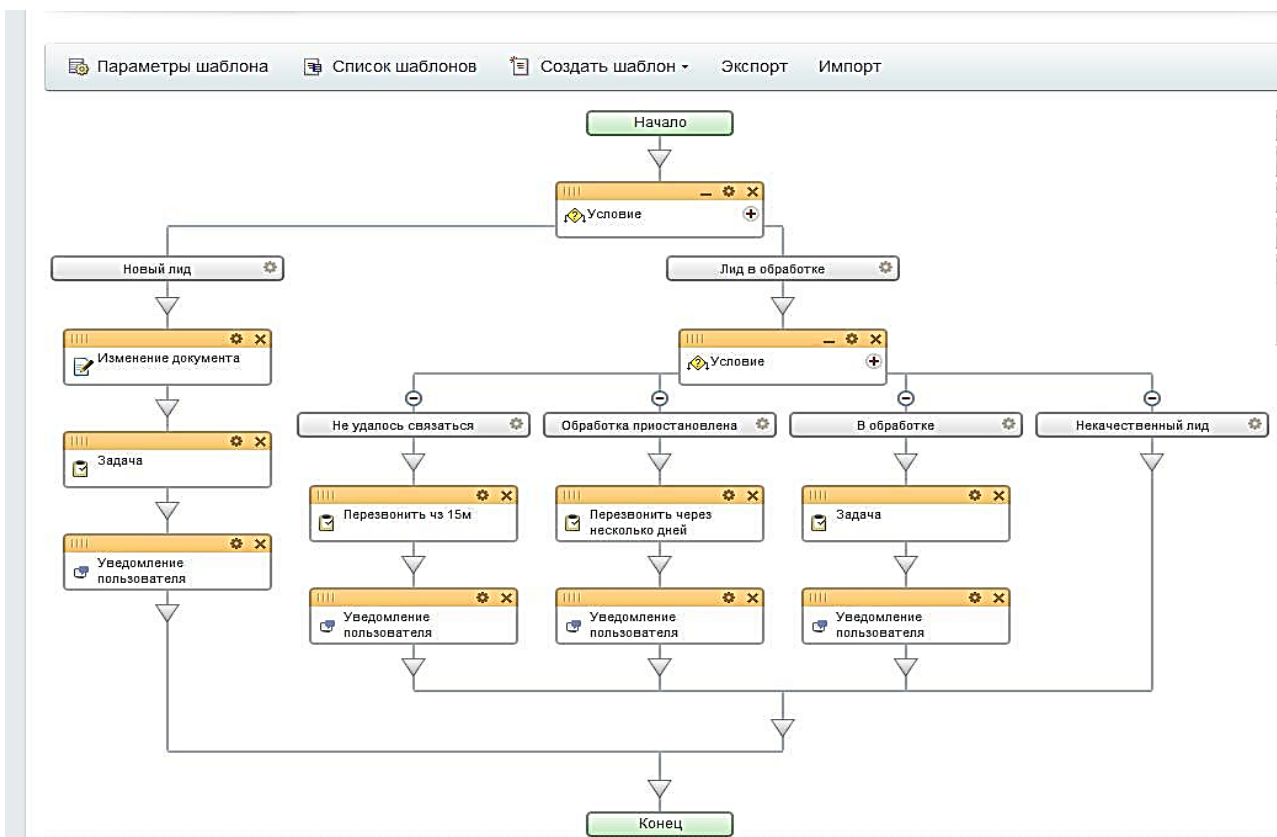 Параметры шаблона
Список шаблонов
Создать шаблон
Экспорт
Импорт
Начало
Условие
Новый лид
Лид в обработке
Изменение документа
Условие
Не удалось связаться
Обработка приостановлена
В обработке
Некачественный лид
Задача
Перезвонить чз 15м
Перезвонить через
несколько дней
Задача
Уведомление
пользователя
Уведомление
пользователя
Уведомление
пользователя
Уведомление
пользователя
Конец